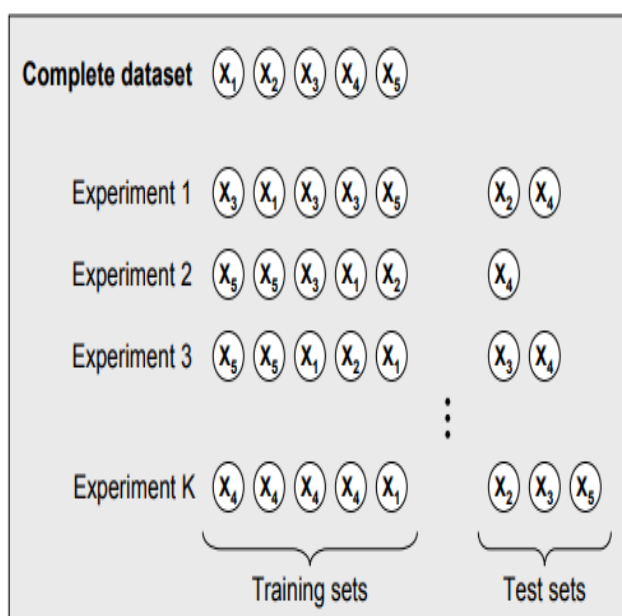 Complete dataset X1 X2 X3 X4 X5
Experiment 1 X3 X1 X3 X3 X5 X2 X4
Experiment 2 X5 X5 X3 X1 X2 X4
Experiment 3 X5 X5 X1 X2 X1 X3 X4
Experiment K X4 X4 X4 X4 X1 X2 X3 X5
Training sets Test sets